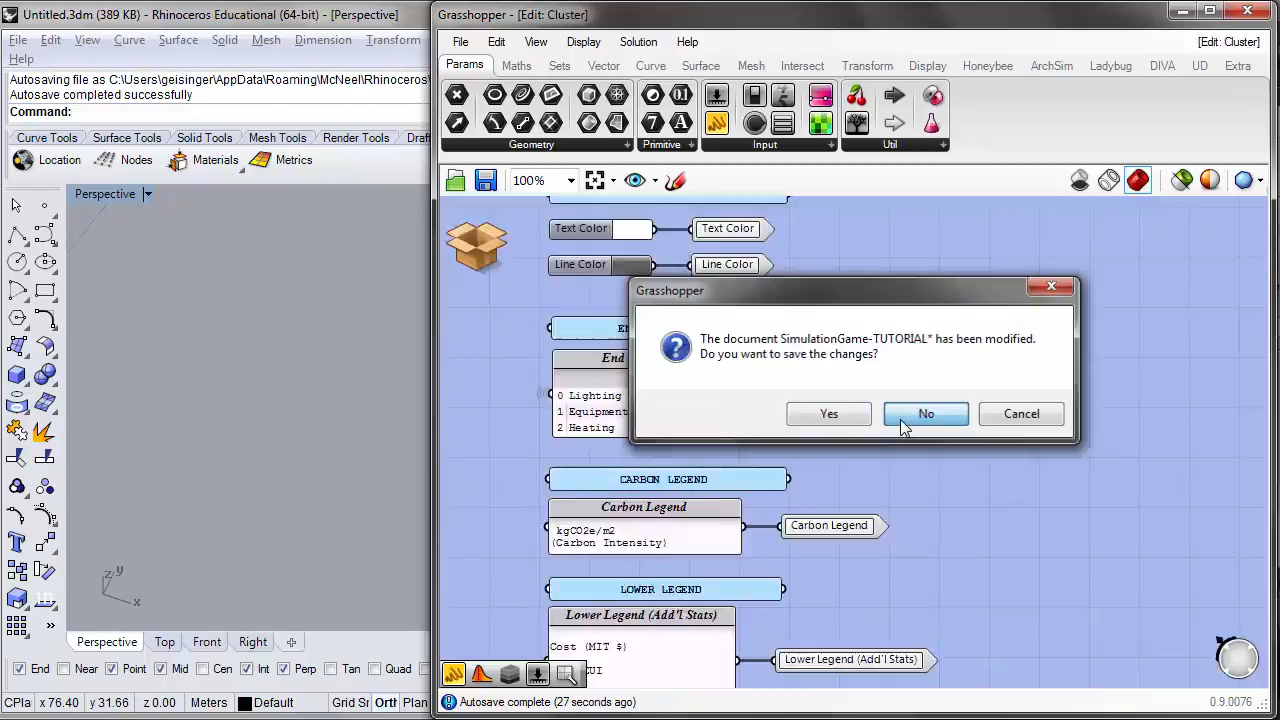 Untitled.3dm (389 KB) - Rhinoceros Educational (64-bit) - [Perspective]
File Edit View Curve Surface Solid Mesh Dimension Transform
Help
Autosaving file as C:\Users\geisinger\AppData\Roaming\McNeel\Rhinoceros\
Autosave completed successfully
Command:
Curve Tools Surface Tools Solid Tools Mesh Tools Render Tools Draft
Location Nodes Materials Metrics
Perspective
z y
x
Perspective Top Front Right
End Near Point Mid Cen Int Perp Tan Quad
CPla x 76.40 y 31.66 z 0.00 Meters Default Grid Sr Orth Plan
Grasshopper - [Edit: Cluster]
File Edit View Display Solution Help [Edit: Cluster]
Params Maths Sets Vector Curve Surface Mesh Intersect Transform Display Honeybee ArchSim Ladybug DIVA UD Extra
Geometry Primitive Input Util
100%
Text Color Text Color
Line Color Line Color
Grasshopper
The document SimulationGame-TUTORIAL* has been modified.
Do you want to save the changes?
Yes No Cancel
EN
End
0 Lighting
1 Equipment
2 Heating
CARBON LEGEND
Carbon Legend
kgCO2e/m2
(Carbon Intensity)
Carbon Legend
LOWER LEGEND
Lower Legend (Add'l Stats)
Cost (MIT $)
Lower Legend (Add'l Stats)
Autosave complete (27 seconds ago) 0.9.0076